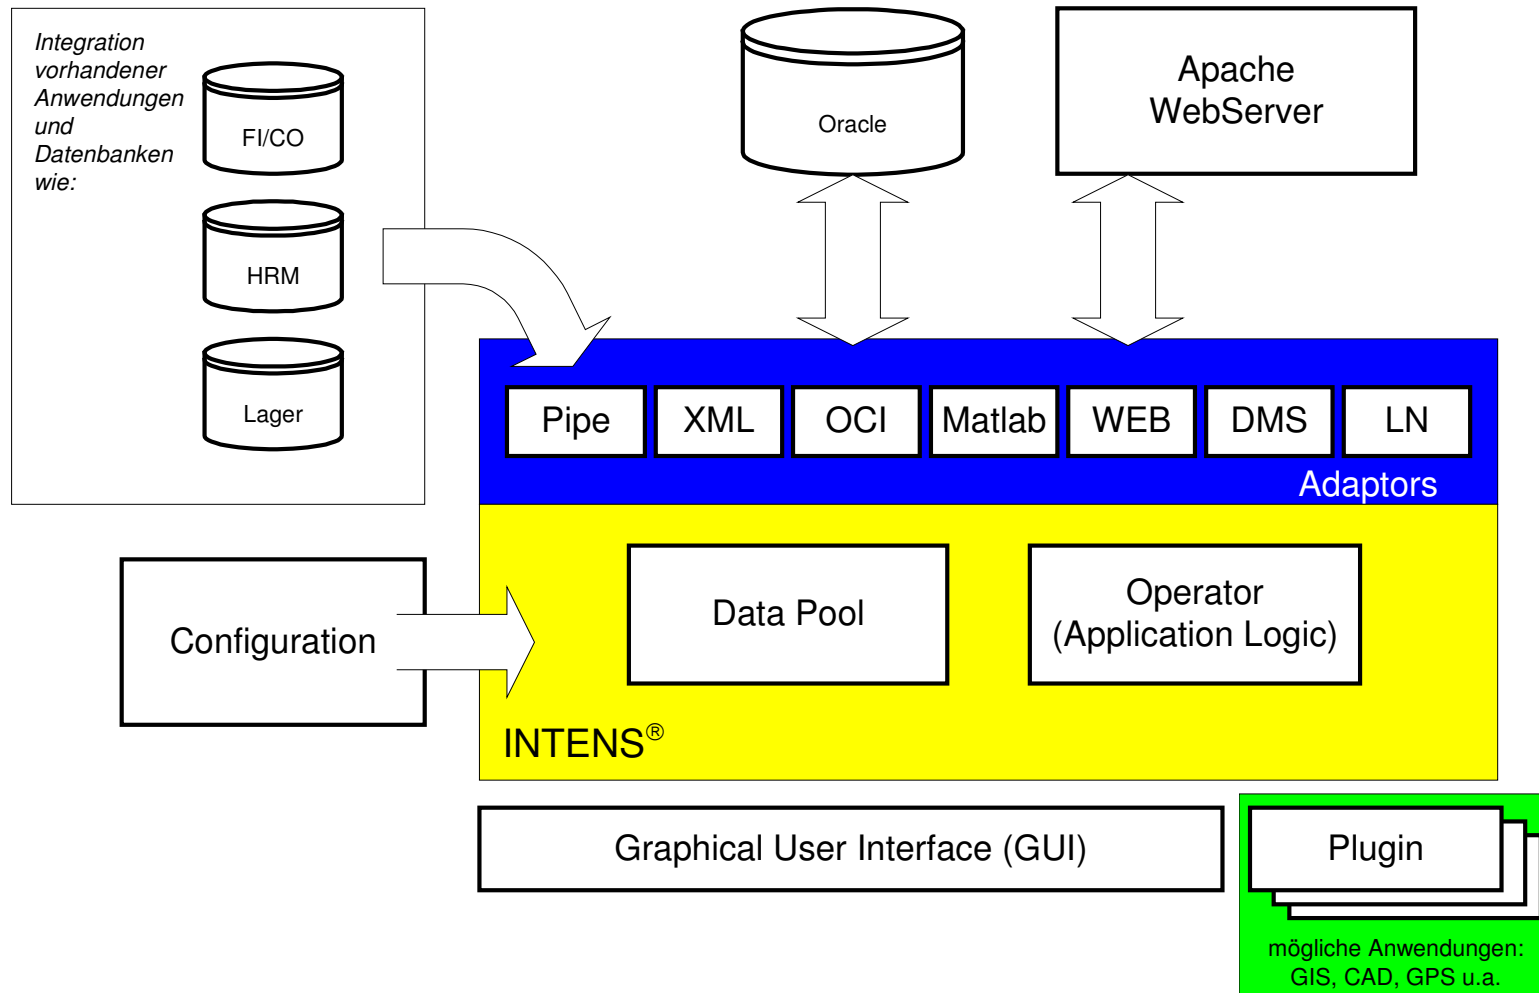 Integration
vorhandener
Anwendungen
und
Datenbanken
wie:
FI/CO
HRM
Lager
Oracle
Apache
WebServer
Pipe
XML
OCI
Matlab
WEB
DMS
LN
Adaptors
Configuration
Data Pool
Operator
(Application Logic)
INTENS®
Graphical User Interface (GUI)
Plugin
mögliche Anwendungen:
GIS, CAD, GPS u.a.